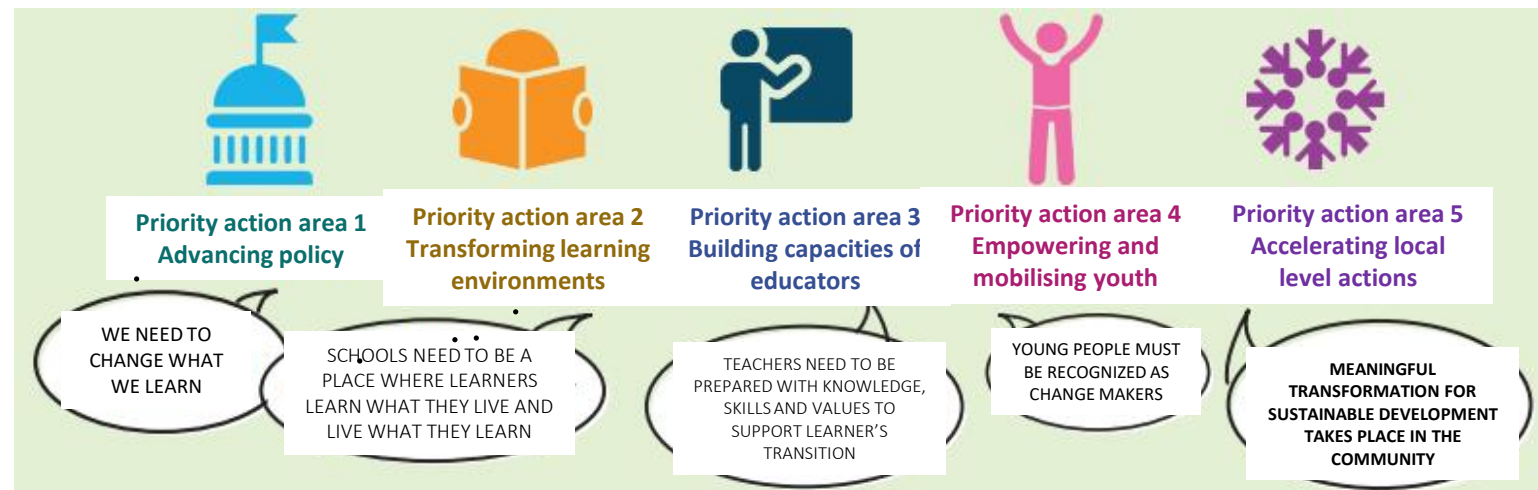 Priority action area 1
Advancing policy
Priority action area 2
Transforming learning
environments
Priority action area 3
Building capacities of
educators
Priority action area 4
Empowering and
mobilising youth
Priority action area 5
Accelerating local
level actions
WE NEED TO
CHANGE WHAT
WE LEARN
SCHOOLS NEED TO BE A
PLACE WHERE LEARNERS
LEARN WHAT THEY LIVE AND
LIVE WHAT THEY LEARN
TEACHERS NEED TO BE
PREPARED WITH KNOWLEDGE,
SKILLS AND VALUES TO
SUPPORT LEARNER’S
TRANSITION
YOUNG PEOPLE MUST
BE RECOGNIZED AS
CHANGE MAKERS
MEANINGFUL
TRANSFORMATION FOR
SUSTAINABLE DEVELOPMENT
TAKES PLACE IN THE
COMMUNITY